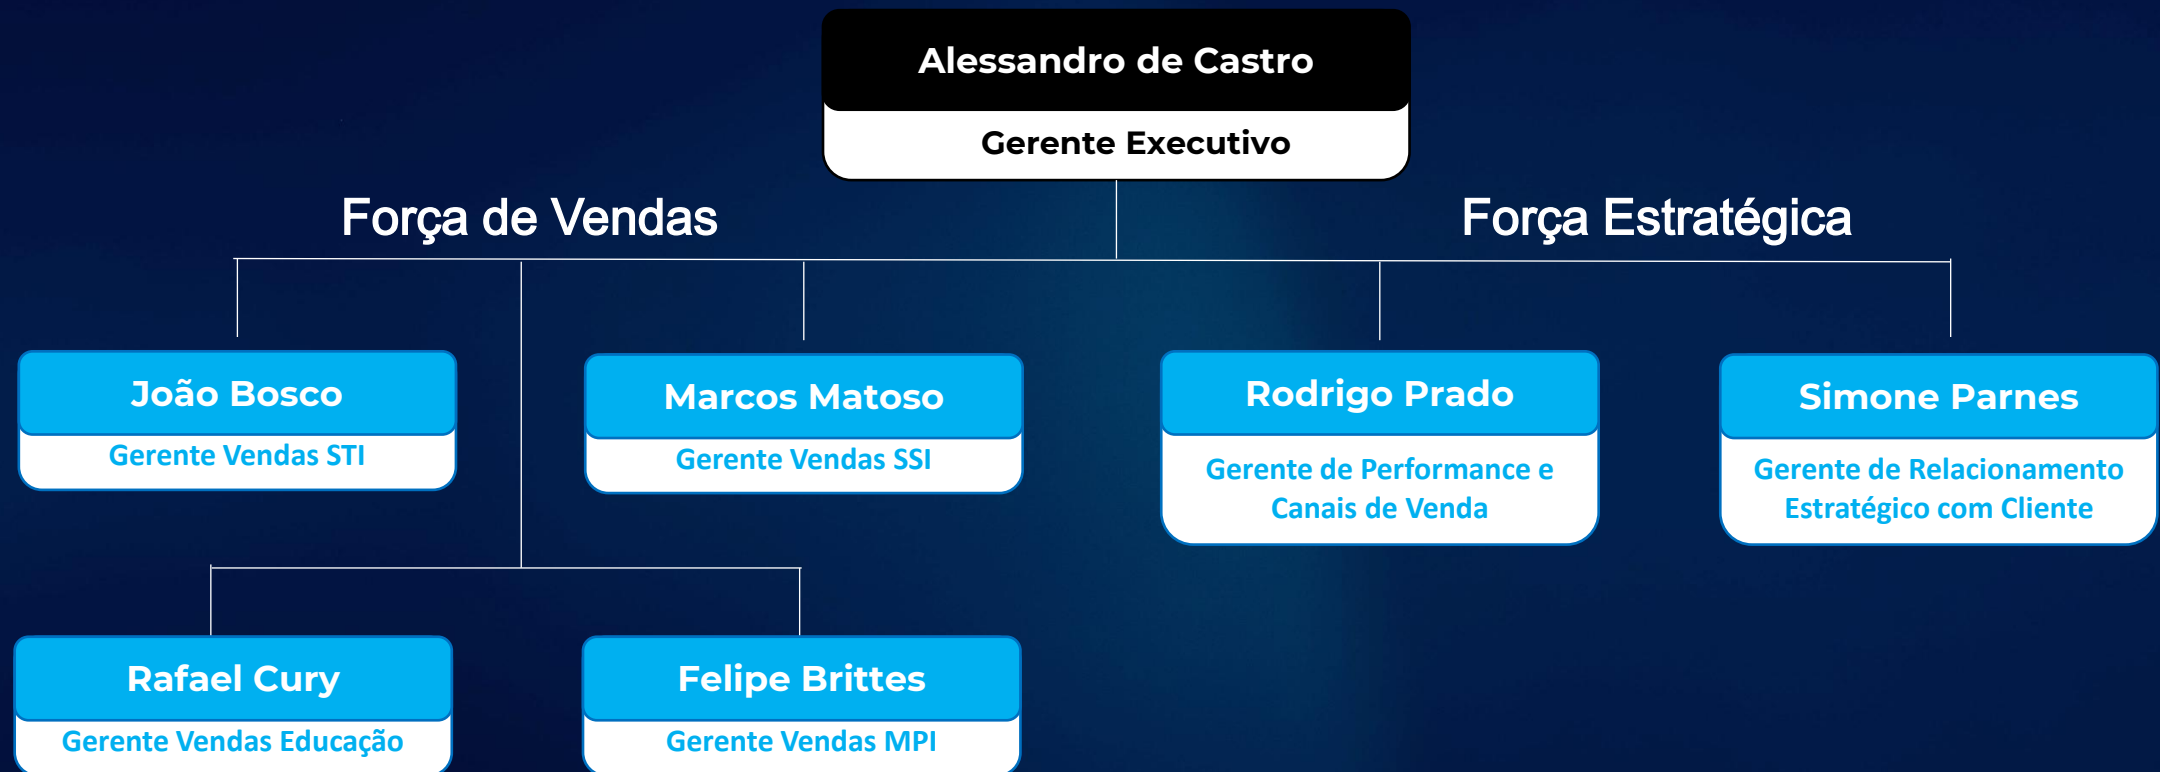 Alessandro de Castro
Gerente Executivo
Força de Vendas
Força Estratégica
João Bosco
Gerente Vendas STI
Marcos Matoso
Gerente Vendas SSI
Rodrigo Prado
Gerente de Performance e
Canais de Venda
Simone Parnes
Gerente de Relacionamento
Estratégico com Cliente
Rafael Cury
Gerente Vendas Educação
Felipe Brittes
Gerente Vendas MPI